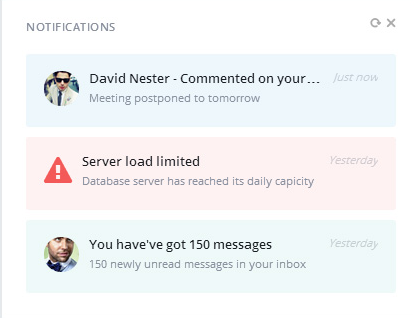 NOTIFICATIONS
David Nester - Commented on your...
Just now
Meeting postponed to tomorrow
Server load limited
Yesterday
Database server has reached its daily capicity
You have've got 150 messages
Yesterday
150 newly unread messages in your inbox